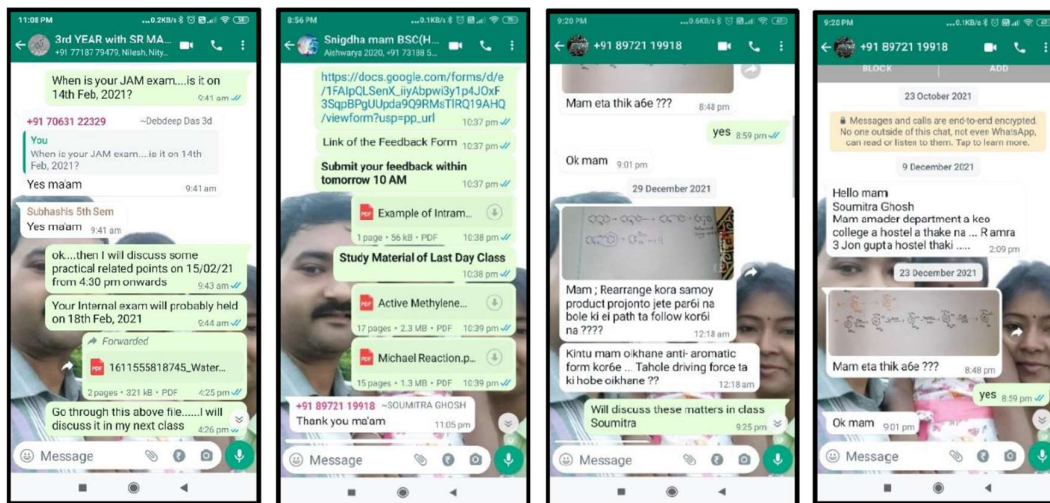 11:08 PM
...0.2KB/s
3rd YEAR with SR MA...
+91 77187 79479, Nilesh, Nity...
When is your JAM exam....is it on
14th Feb, 2021?
9:41 am
+91 70631 22329 ~Debdeep Das 3d
You
When is your JAM exam....is it on 14th
Feb, 2021?
Yes ma'am
9:41 am
Subhashis 5th Sem
Yes ma'am 9:41 am
ok....then I will discuss some
practical related points on 15/02/21
from 4:30 pm onwards
9:43 am
Your Internal exam will probably held
on 18th Feb, 2021
9:44 am
Forwarded
PDF 1611555818745_Water...
2 pages • 321 kB • PDF 4:25 pm
Go through this above file......I will
discuss it in my next class
4:26 pm
Message
8:56 PM
...0.1KB/s
Snigdha mam BSC(H...
Aishwarya 2020, +91 73188 5...
https://docs.google.com/forms/d/e
/1FAIpQLSenX_iiyAbpwi3y1p4JOxF
3SqpBPgUUpda9Q9RMsTlRQ19AHQ
/viewform?usp=pp_url
10:37 pm
Link of the Feedback Form 10:37 pm
Submit your feedback within
tomorrow 10 AM
10:37 pm
PDF Example of Intram...
1 page • 56 kB • PDF 10:38 pm
Study Material of Last Day Class
10:38 pm
PDF Active Methylene...
17 pages • 2.3 MB • PDF 10:39 pm
PDF Michael Reaction.p...
15 pages • 1.3 MB • PDF 10:39 pm
+91 89721 19918 ~SOUMITRA GHOSH
Thank you ma'am
11:05 pm
Message
9:20 PM
...0.6KB/s
+91 89721 19918
Mam eta thik a6e ???
8:48 pm
yes 8:59 pm
Ok mam 9:01 pm
29 December 2021
Mam ; Rearrange kora samoy
product projonto jete par6i na
bole ki ei path ta follow kor6i
na ????
12:18 am
Kintu mam oikhane anti- aromatic
form kor6e ... Tahole driving force ta
ki hobe oikhane ??
12:18 am
Will discuss these matters in class
Soumitra
9:25 pm
Message
9:20 PM
...0.1KB/s
+91 89721 19918
BLOCK ADD
23 October 2021
Messages and calls are end-to-end encrypted.
No one outside of this chat, not even WhatsApp,
can read or listen to them. Tap to learn more.
9 December 2021
Hello mam
Soumitra Ghosh
Mam amader department a keo
college a hostel a thake na ... R amra
3 Jon gupta hostel thaki .....
2:09 pm
23 December 2021
Mam eta thik a6e ???
8:48 pm
yes 8:59 pm
Ok mam 9:01 pm
Message